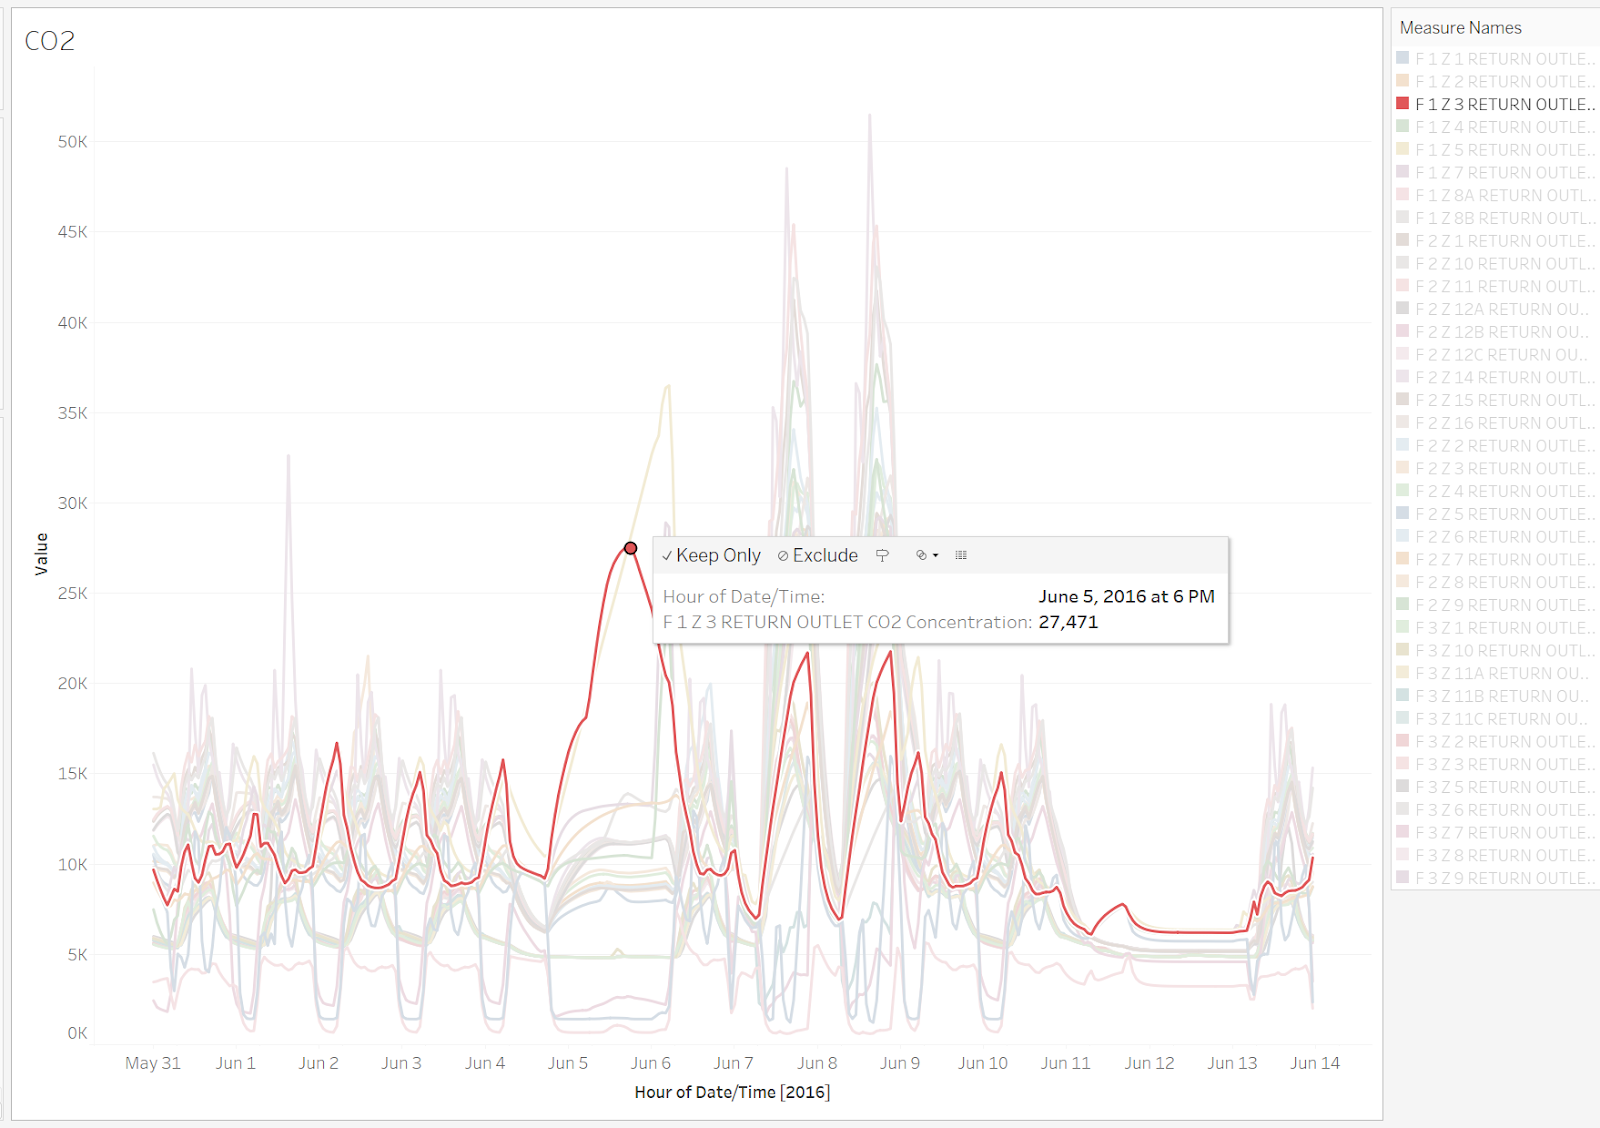 CO2
50K
45K
40K
35K
30K
25K
20K
15K
10K
5K
0K
Value
✓ Keep Only Exclude
Hour of Date/Time: June 5, 2016 at 6 PM
F 1 Z 3 RETURN OUTLET CO2 Concentration: 27,471
May 31 Jun 1 Jun 2 Jun 3 Jun 4 Jun 5 Jun 6 Jun 7 Jun 8 Jun 9 Jun 10 Jun 11 Jun 12 Jun 13 Jun 14
Hour of Date/Time [2016]
Measure Names
F 1 Z 1 RETURN OUTLE..
F 1 Z 2 RETURN OUTLE..
F 1 Z 3 RETURN OUTLE..
F 1 Z 4 RETURN OUTLE..
F 1 Z 5 RETURN OUTLE..
F 1 Z 7 RETURN OUTLE..
F 1 Z 8A RETURN OUTL..
F 1 Z 8B RETURN OUTL..
F 2 Z 1 RETURN OUTLE..
F 2 Z 10 RETURN OUTL..
F 2 Z 11 RETURN OUTL..
F 2 Z 12A RETURN OU..
F 2 Z 12B RETURN OU..
F 2 Z 12C RETURN OU..
F 2 Z 14 RETURN OUTL..
F 2 Z 15 RETURN OUTL..
F 2 Z 16 RETURN OUTL..
F 2 Z 2 RETURN OUTLE..
F 2 Z 3 RETURN OUTLE..
F 2 Z 4 RETURN OUTLE..
F 2 Z 5 RETURN OUTLE..
F 2 Z 6 RETURN OUTLE..
F 2 Z 7 RETURN OUTLE..
F 2 Z 8 RETURN OUTLE..
F 2 Z 9 RETURN OUTLE..
F 3 Z 1 RETURN OUTLE..
F 3 Z 10 RETURN OUTL..
F 3 Z 11A RETURN OU..
F 3 Z 11B RETURN OU..
F 3 Z 11C RETURN OU..
F 3 Z 2 RETURN OUTLE..
F 3 Z 3 RETURN OUTLE..
F 3 Z 5 RETURN OUTLE..
F 3 Z 6 RETURN OUTLE..
F 3 Z 7 RETURN OUTLE..
F 3 Z 8 RETURN OUTLE..
F 3 Z 9 RETURN OUTLE..